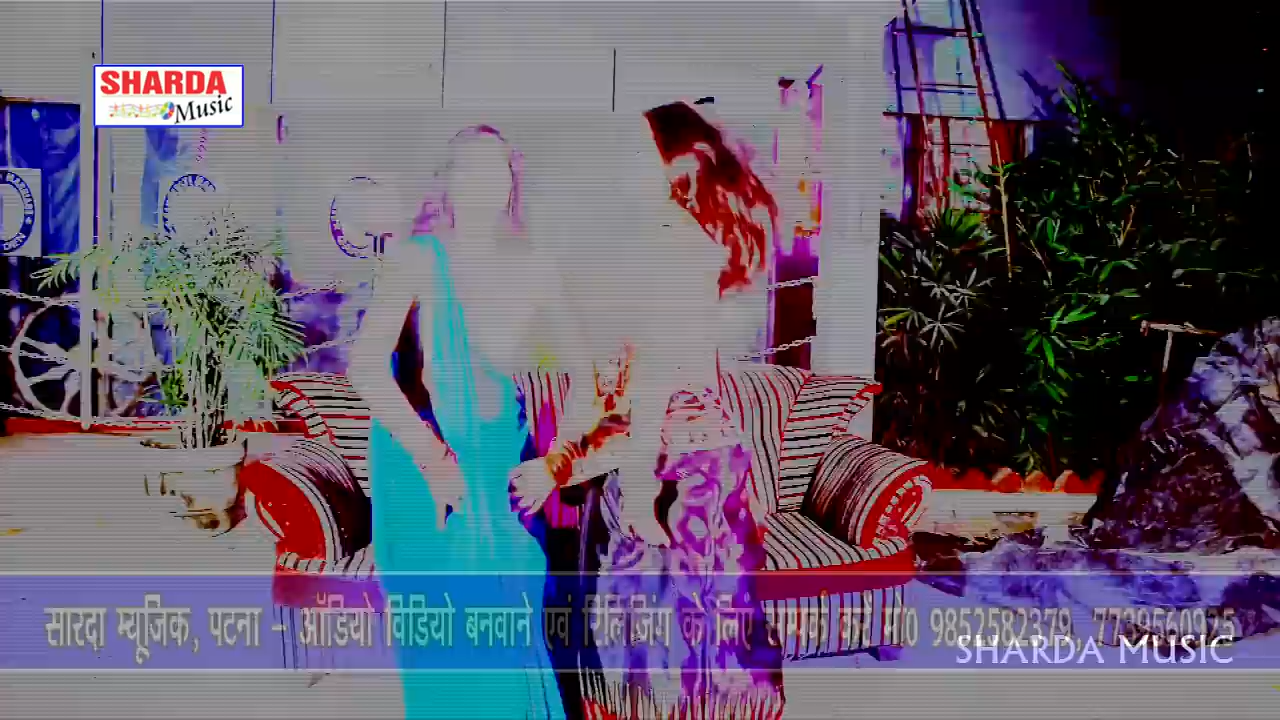 SHARDA
Music
सारदा म्यूजिक, पटना - ऑडियो विडियो बनवाने एवं रिलिजिंग के लिए सम्पर्क करें मो0 9852582379, 7739560925
SHARDA MUSIC